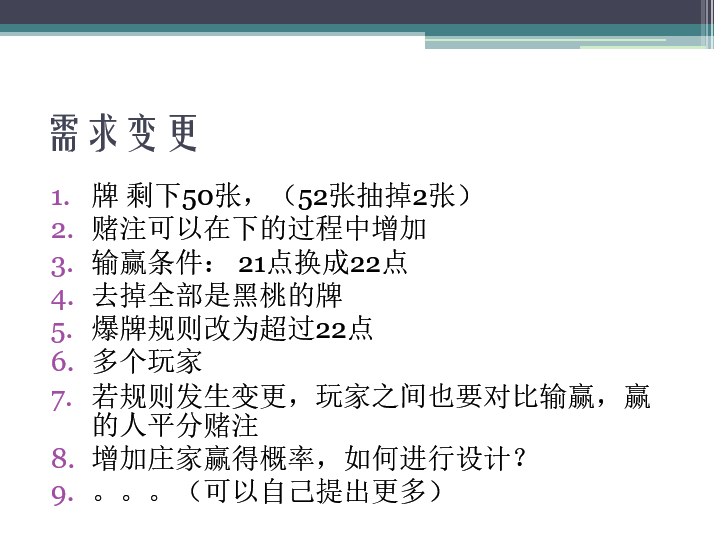 需求变更
1. 牌 剩下50张，（52张抽掉2张）
2. 赌注可以在下的过程中增加
3. 输赢条件： 21点换成22点
4. 去掉全部是黑桃的牌
5. 爆牌规则改为超过22点
6. 多个玩家
7. 若规则发生变更，玩家之间也要对比输赢，赢
的人平分赌注
8. 增加庄家赢得概率，如何进行设计？
9. 。。。（可以自己提出更多）